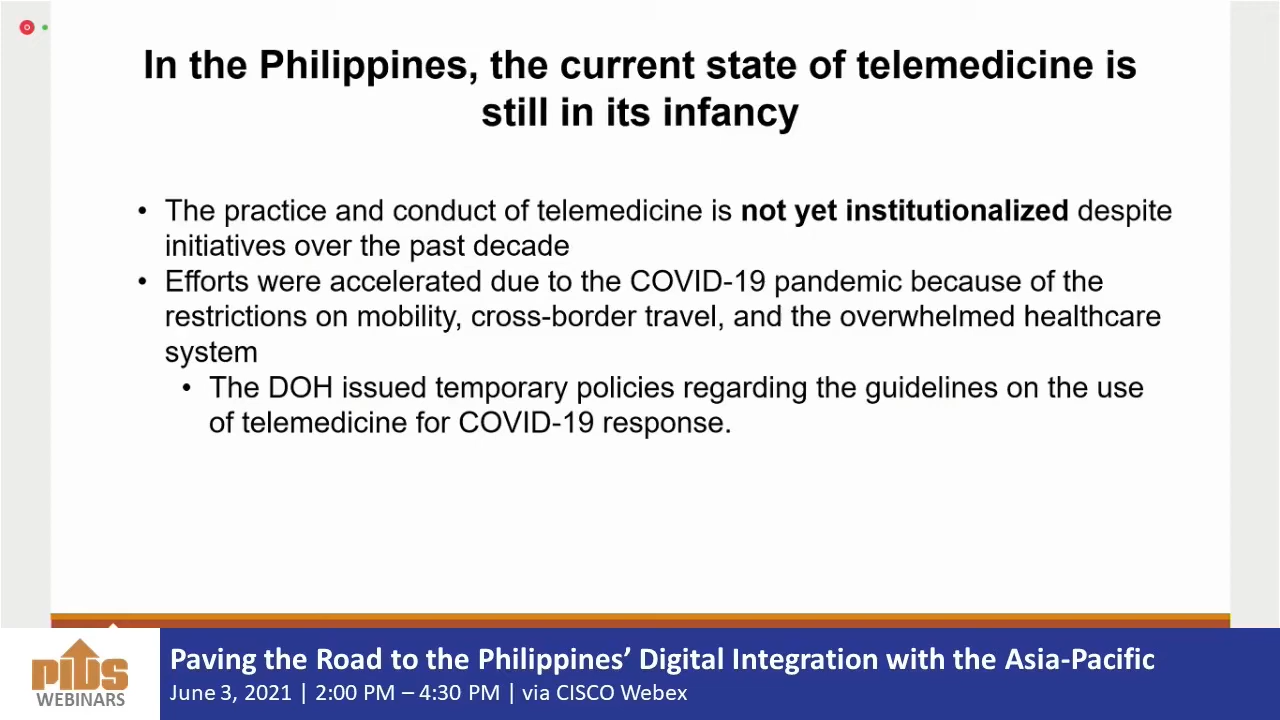 In the Philippines, the current state of telemedicine is
still in its infancy
• The practice and conduct of telemedicine is not yet institutionalized despite
initiatives over the past decade
• Efforts were accelerated due to the COVID-19 pandemic because of the
restrictions on mobility, cross-border travel, and the overwhelmed healthcare
system
• The DOH issued temporary policies regarding the guidelines on the use
of telemedicine for COVID-19 response.
PIDS
WEBINARS
Paving the Road to the Philippines’ Digital Integration with the Asia-Pacific
June 3, 2021 | 2:00 PM – 4:30 PM | via CISCO Webex